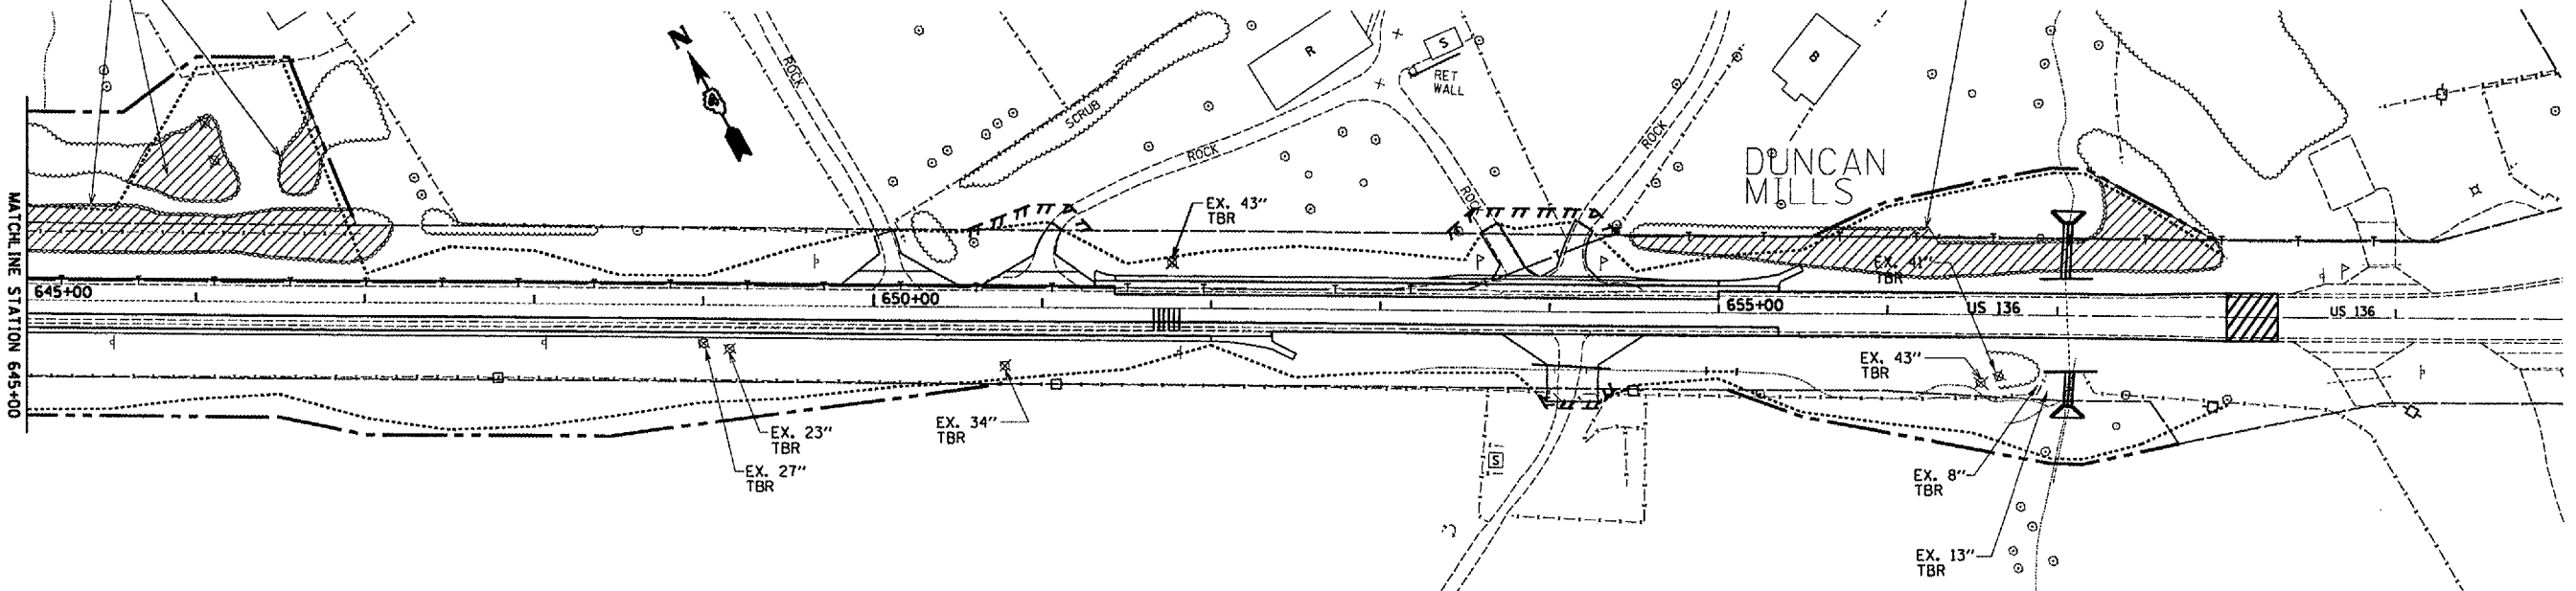 N
ROCK
SCRUB
R
S
RET
WALL
B
ROCK
ROCK
ROCK
DUNCAN
MILLS
EX. 43"
TBR
MATCHLINE STATION 645+00
645+00
650+00
655+00
EX. 41"
TBR
US 136
US 136
EX. 43"
TBR
EX. 34"
TBR
EX. 23"
TBR
EX. 27"
TBR
S
EX. 8"
TBR
EX. 13"
TBR